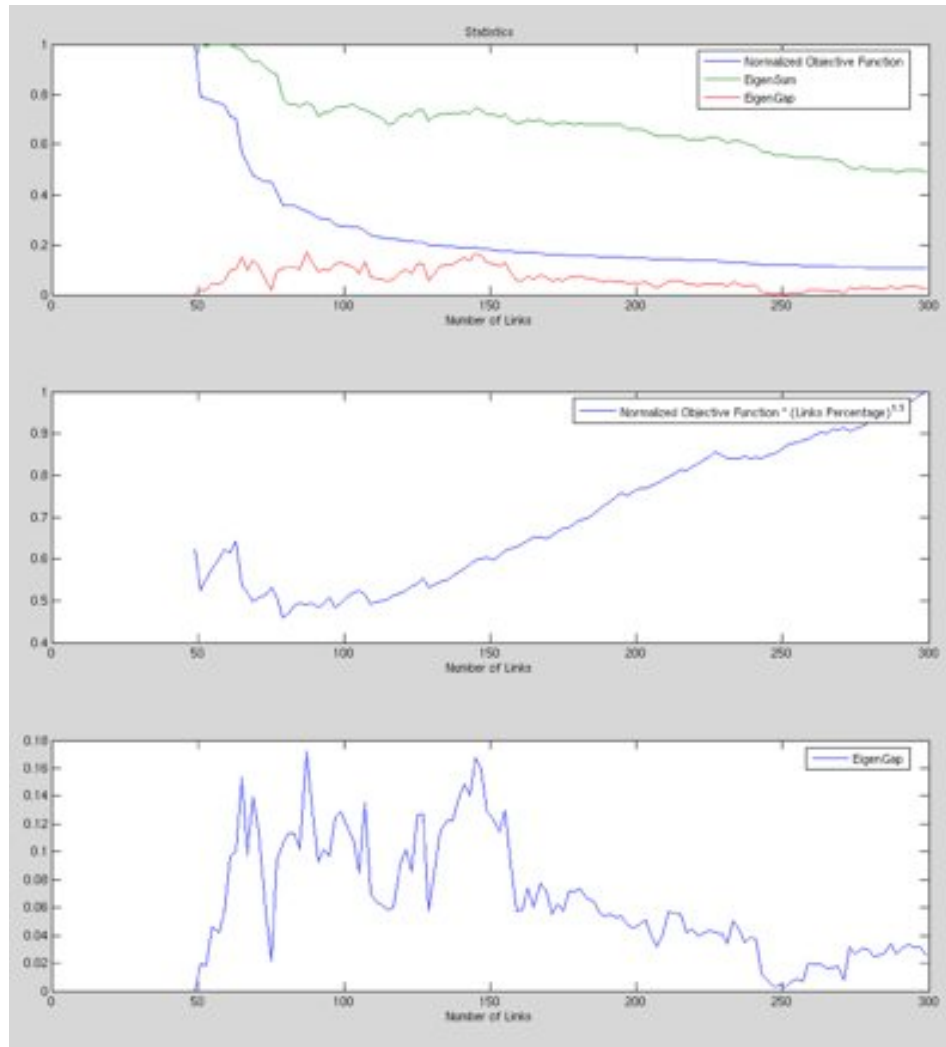 Statistics
1
0.8
0.6
0.4
0.2
0
Normalized Objective Function
EigenSum
EigenGap
0 50 100 150 200 250 300
Number of Links
1
0.9
0.8
0.7
0.6
0.5
0.4
Normalized Objective Function * (Links Percentage)
0 50 100 150 200 250 300
Number of Links
0.18
0.16
0.14
0.12
0.1
0.08
0.06
0.04
0.02
0
EigenGap
0 50 100 150 200 250 300
Number of Links